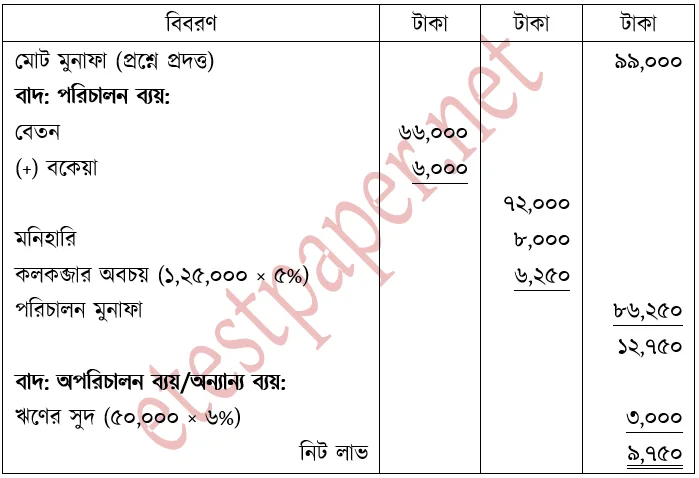 বিবরণ টাকা টাকা টাকা
মোট মুনাফা (প্রশ্নে প্রদত্ত) ৯৯,০০০
বাদ: পরিচালন ব্যয়:
বেতন ৬৬,০০০
(+) বকেয়া ৬,০০০
৭২,০০০
মনিহারি ৮,০০০
কলকব্জার অবচয় (১,২৫,০০০ × ৫%) ৬,২৫০
পরিচালন মুনাফা ৮৬,২৫০
১২,৭৫০
বাদ: অপরিচালন ব্যয়/অন্যান্য ব্যয়:
ঋণের সুদ (৫০,০০০ × ৬%) ৩,০০০
নিট লাভ ৯,৭৫০
etestpaper.net